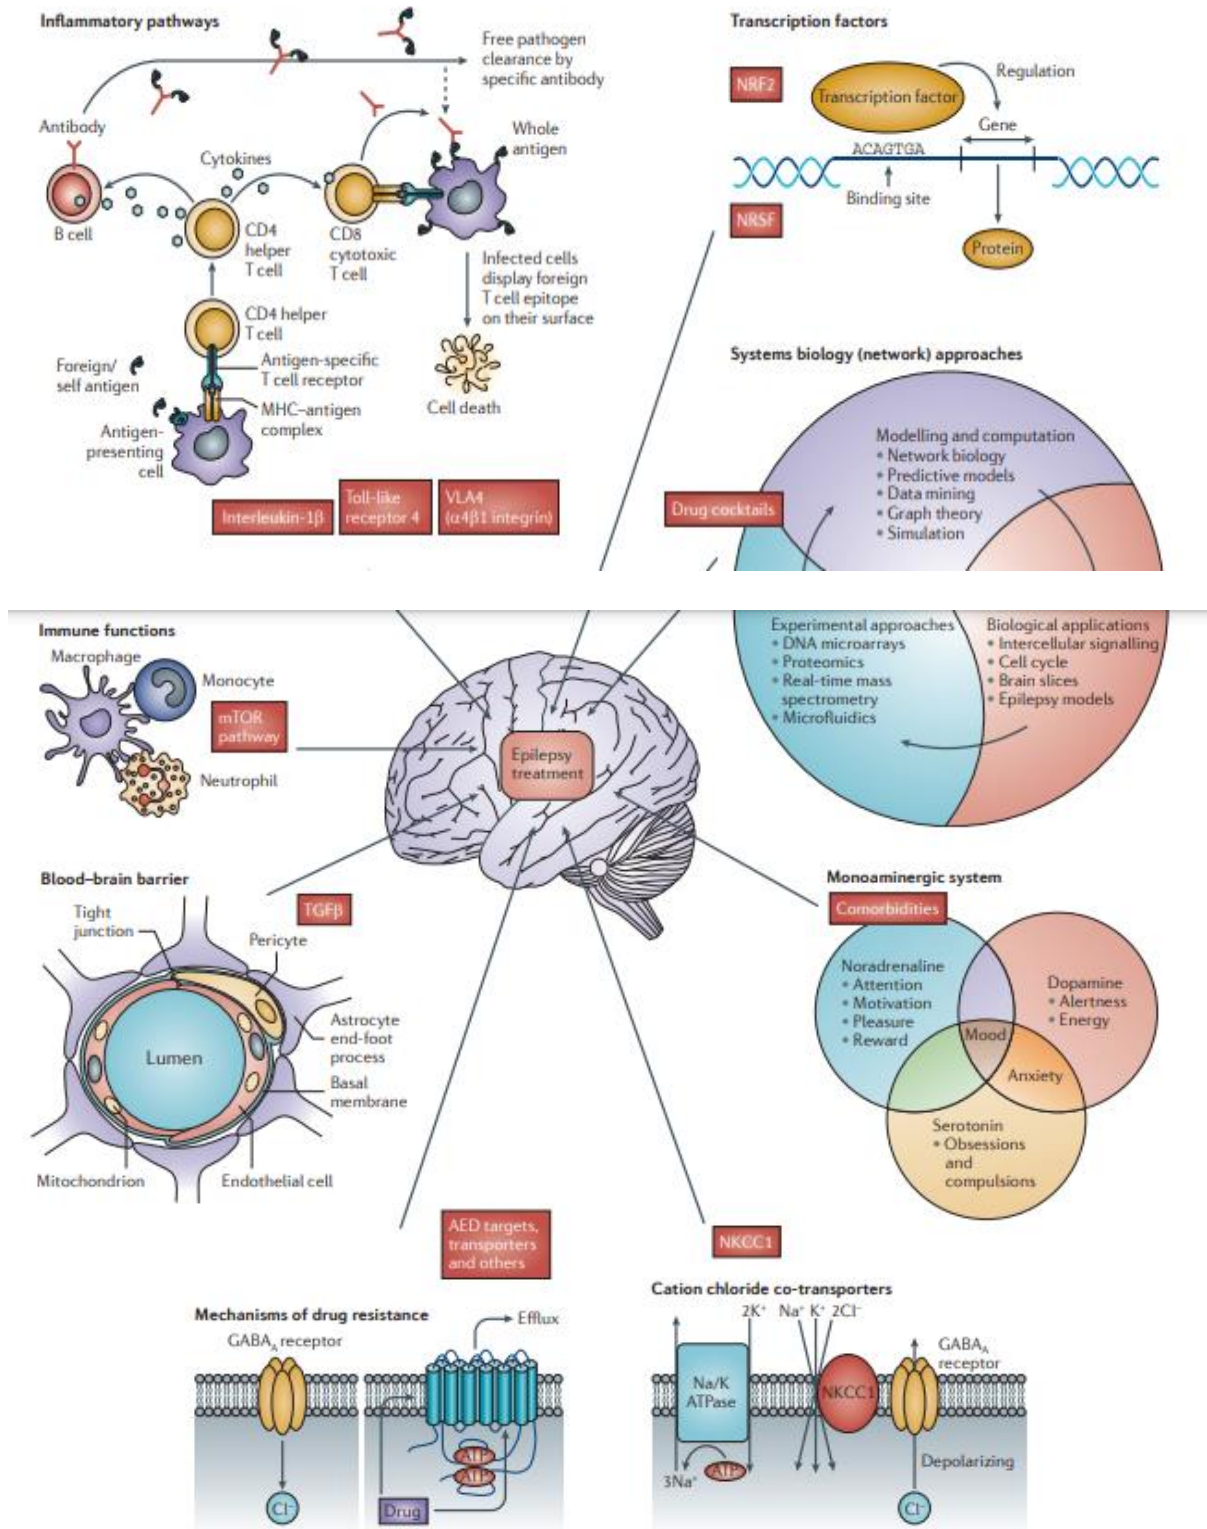 Inflammatory pathways
Free pathogen
clearance by
specific antibody
Antibody
Cytokines
Whole
antigen
B cell
CD4
helper
T cell
CD8
cytotoxic
T cell
Infected cells
display foreign
T cell epitope
on their surface
CD4 helper
T cell
Foreign/
self antigen
Antigen-specific
T cell receptor
MHC–antigen
complex
Cell death
Antigen-
presenting
cell
Interleukin-1β
Toll-like
receptor 4
VLA4
(α4β1 integrin)
Transcription factors
NRF2
Transcription factor
Regulation
Gene
ACAGTGA
Binding site
NRSF
Protein
Systems biology (network) approaches
Modelling and computation
• Network biology
• Predictive models
• Data mining
• Graph theory
• Simulation
Drug cocktails
Experimental approaches
• DNA microarrays
• Proteomics
• Real-time mass
spectrometry
• Microfluidics
Biological applications
• Intercellular signalling
• Cell cycle
• Brain slices
• Epilepsy models
Immune functions
Macrophage
Monocyte
mTOR
pathway
Neutrophil
Epilepsy
treatment
Blood–brain barrier
TGFβ
Tight
junction
Pericyte
Astrocyte
end-foot
process
Lumen
Basal
membrane
Mitochondrion
Endothelial cell
Monoaminergic system
Comorbidities
Noradrenaline
• Attention
• Motivation
• Pleasure
• Reward
Dopamine
• Alertness
• Energy
Mood
Anxiety
Serotonin
• Obsessions
and
compulsions
AED targets,
transporters
and others
NKCC1
Mechanisms of drug resistance
GABAA receptor
Efflux
ATP
ATP
Cl⁻
Drug
Cation chloride co-transporters
2K⁺ Na⁺ K⁺ 2Cl⁻
GABAA
receptor
Na/K
ATPase
NKCC1
Depolarizing
3Na⁺
ATP
Cl⁻